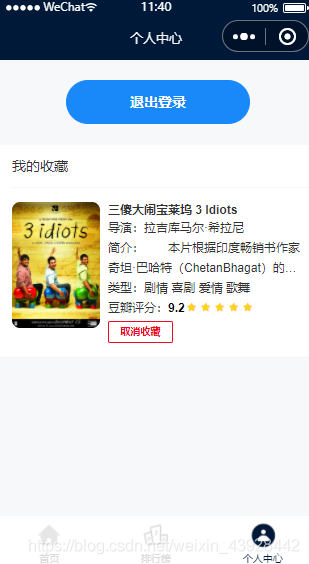 WeChat 11:40 100%
个人中心
退出登录
我的收藏
3 idiots
三傻大闹宝莱坞 3 Idiots
导演：拉吉库马尔·希拉尼
简介： 本片根据印度畅销书作家
奇坦·巴哈特（ChetanBhagat）的...
类型：剧情 喜剧 爱情 歌舞
豆瓣评分：9.2
取消收藏
首页 排行榜 个人中心
https://blog.csdn.net/weixin_43928442